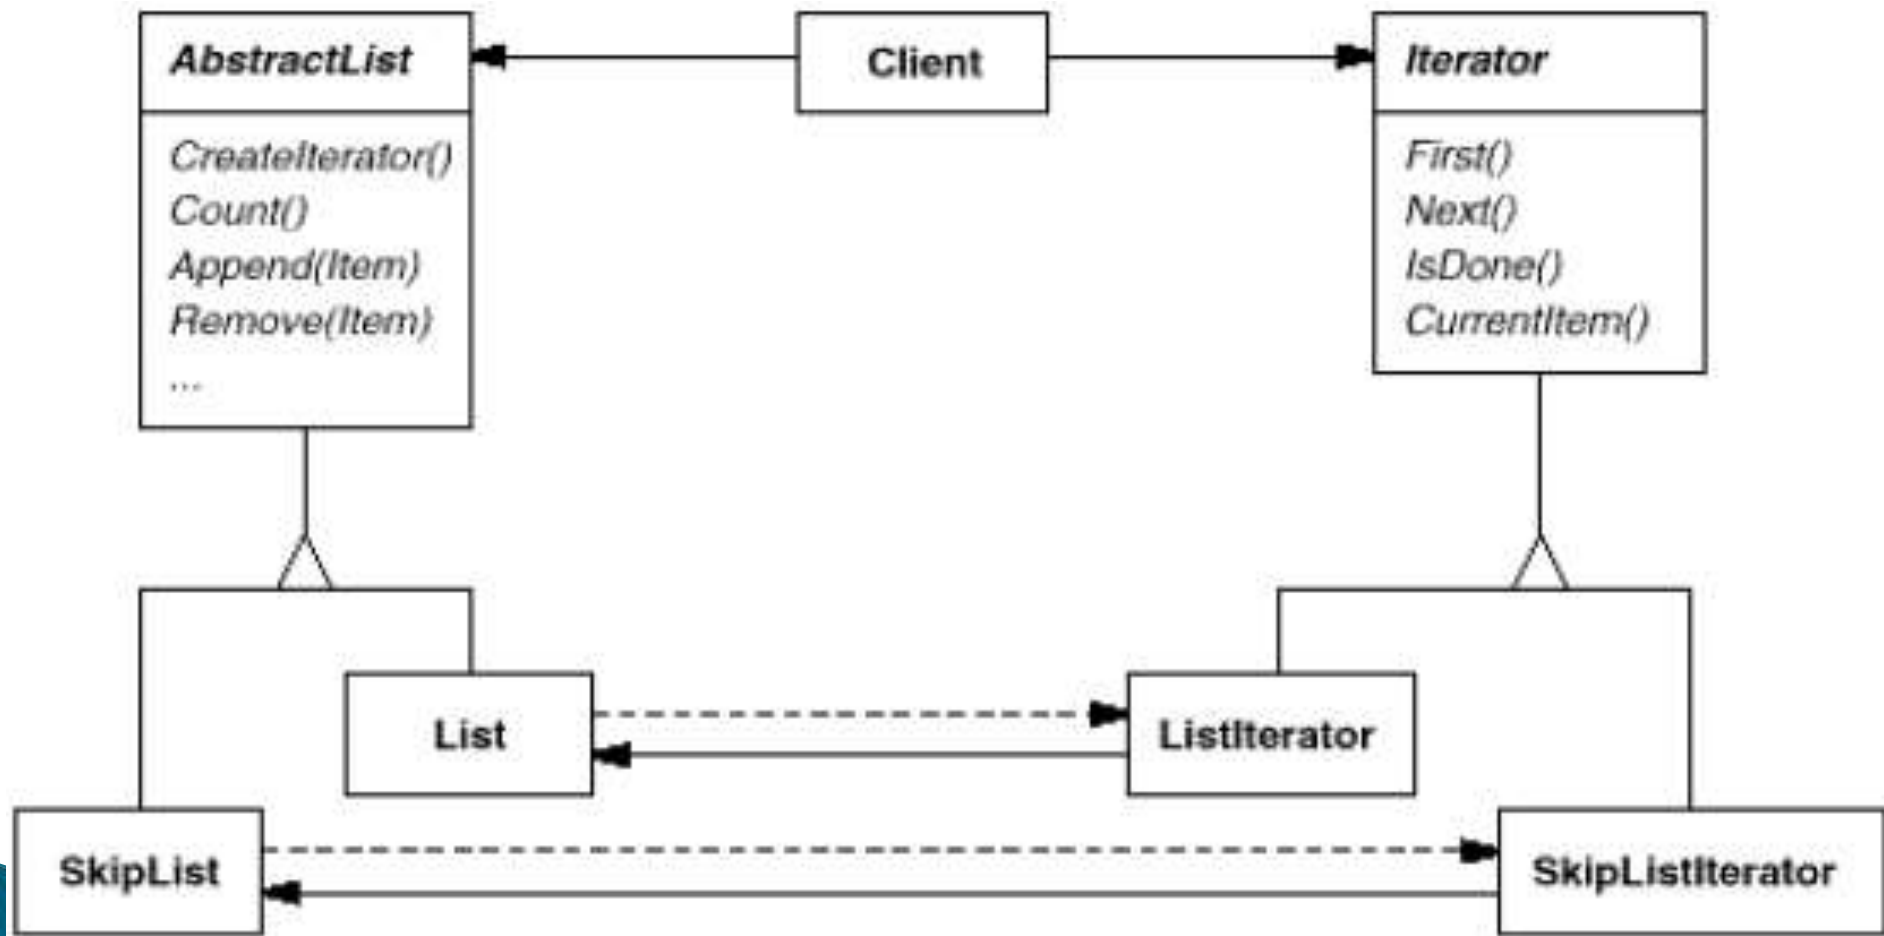 AbstractList
CreateIterator()
Count()
Append(Item)
Remove(Item)
...
Client
Iterator
First()
Next()
IsDone()
CurrentItem()
List
ListIterator
SkipList
SkipListIterator